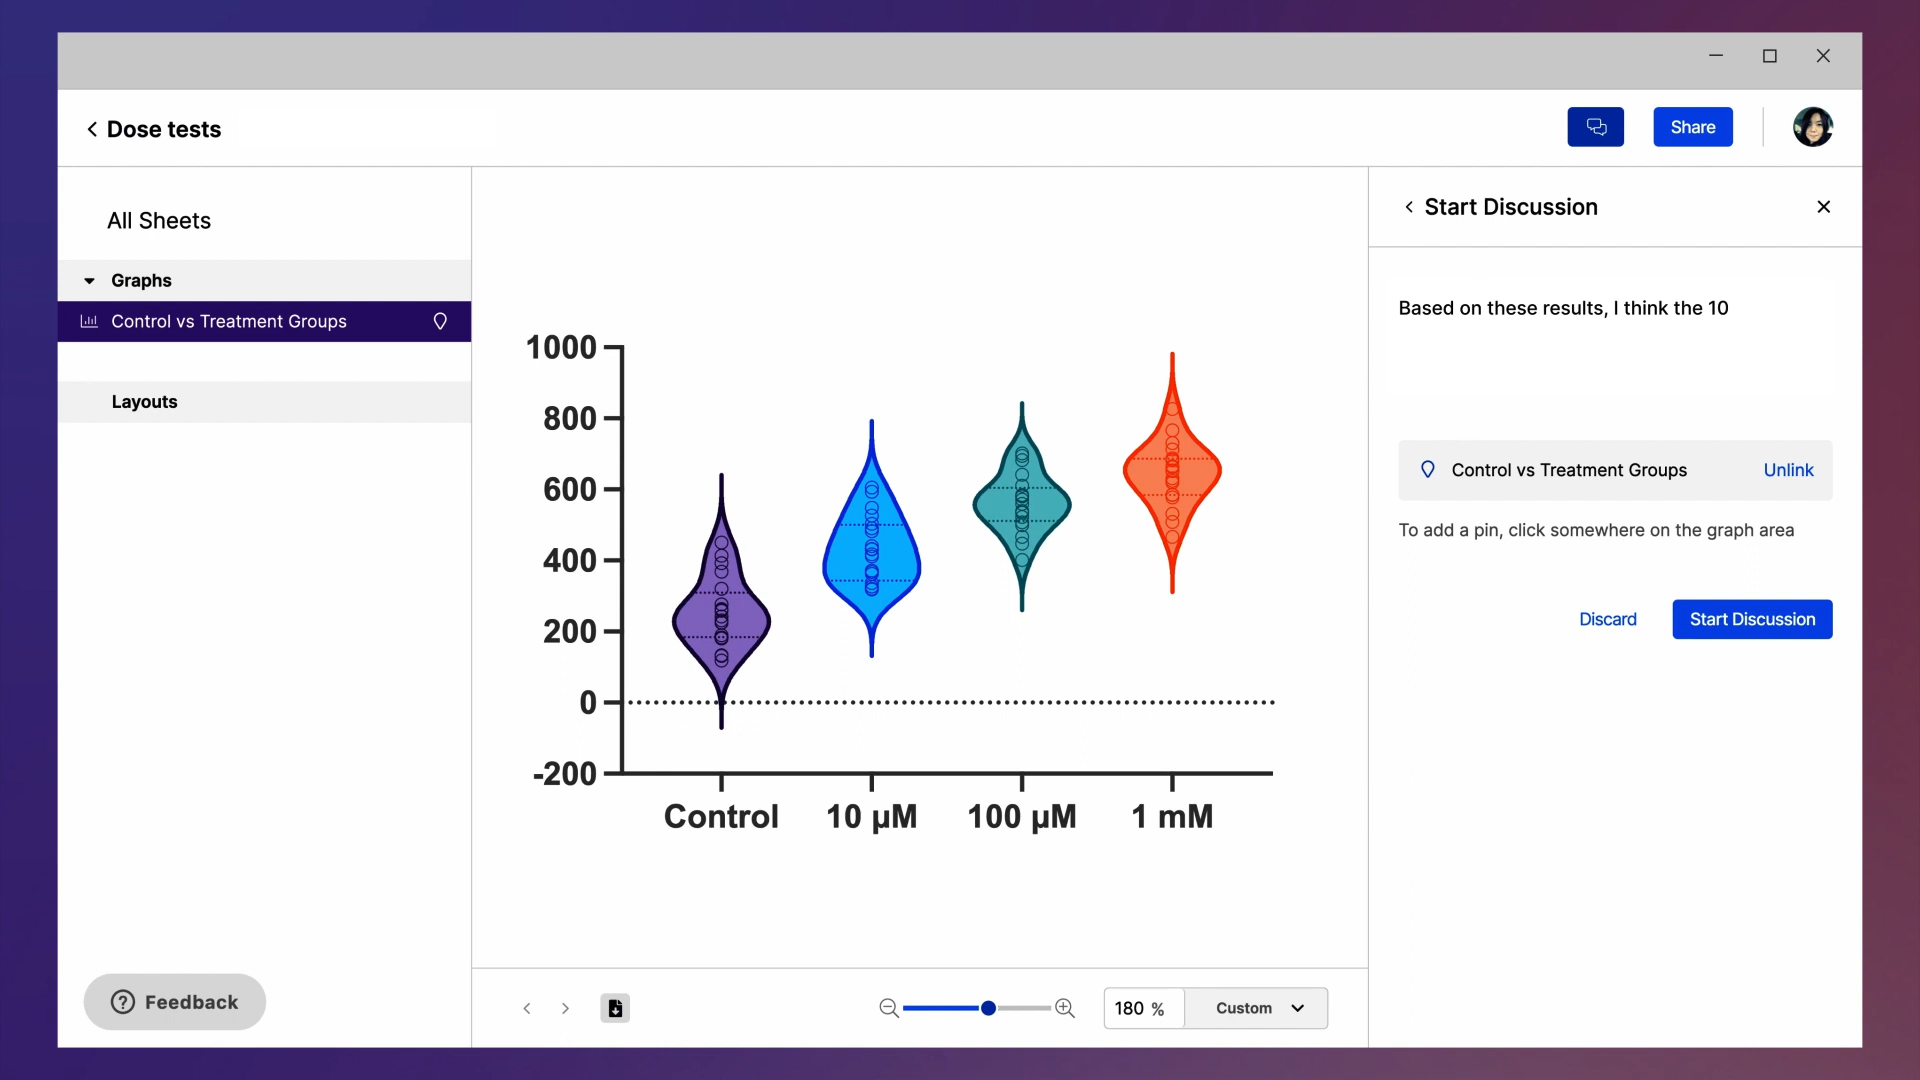 Dose tests
Share
All Sheets
Graphs
Control vs Treatment Groups
Layouts
1000
800
600
400
200
0
-200
Control
10 µM
100 µM
1 mM
Start Discussion
Based on these results, I think the 10
Control vs Treatment Groups
Unlink
To add a pin, click somewhere on the graph area
Discard
Start Discussion
? Feedback
180 %
Custom